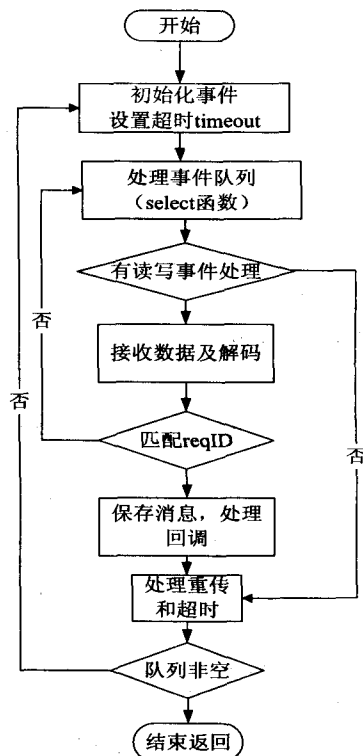 开始
初始化事件
设置超时timeout
处理事件队列
（select函数）
有读写事件处理
否
接收数据及解码
否
匹配reqID
否
保存消息，处理
回调
处理重传
和超时
队列非空
结束返回